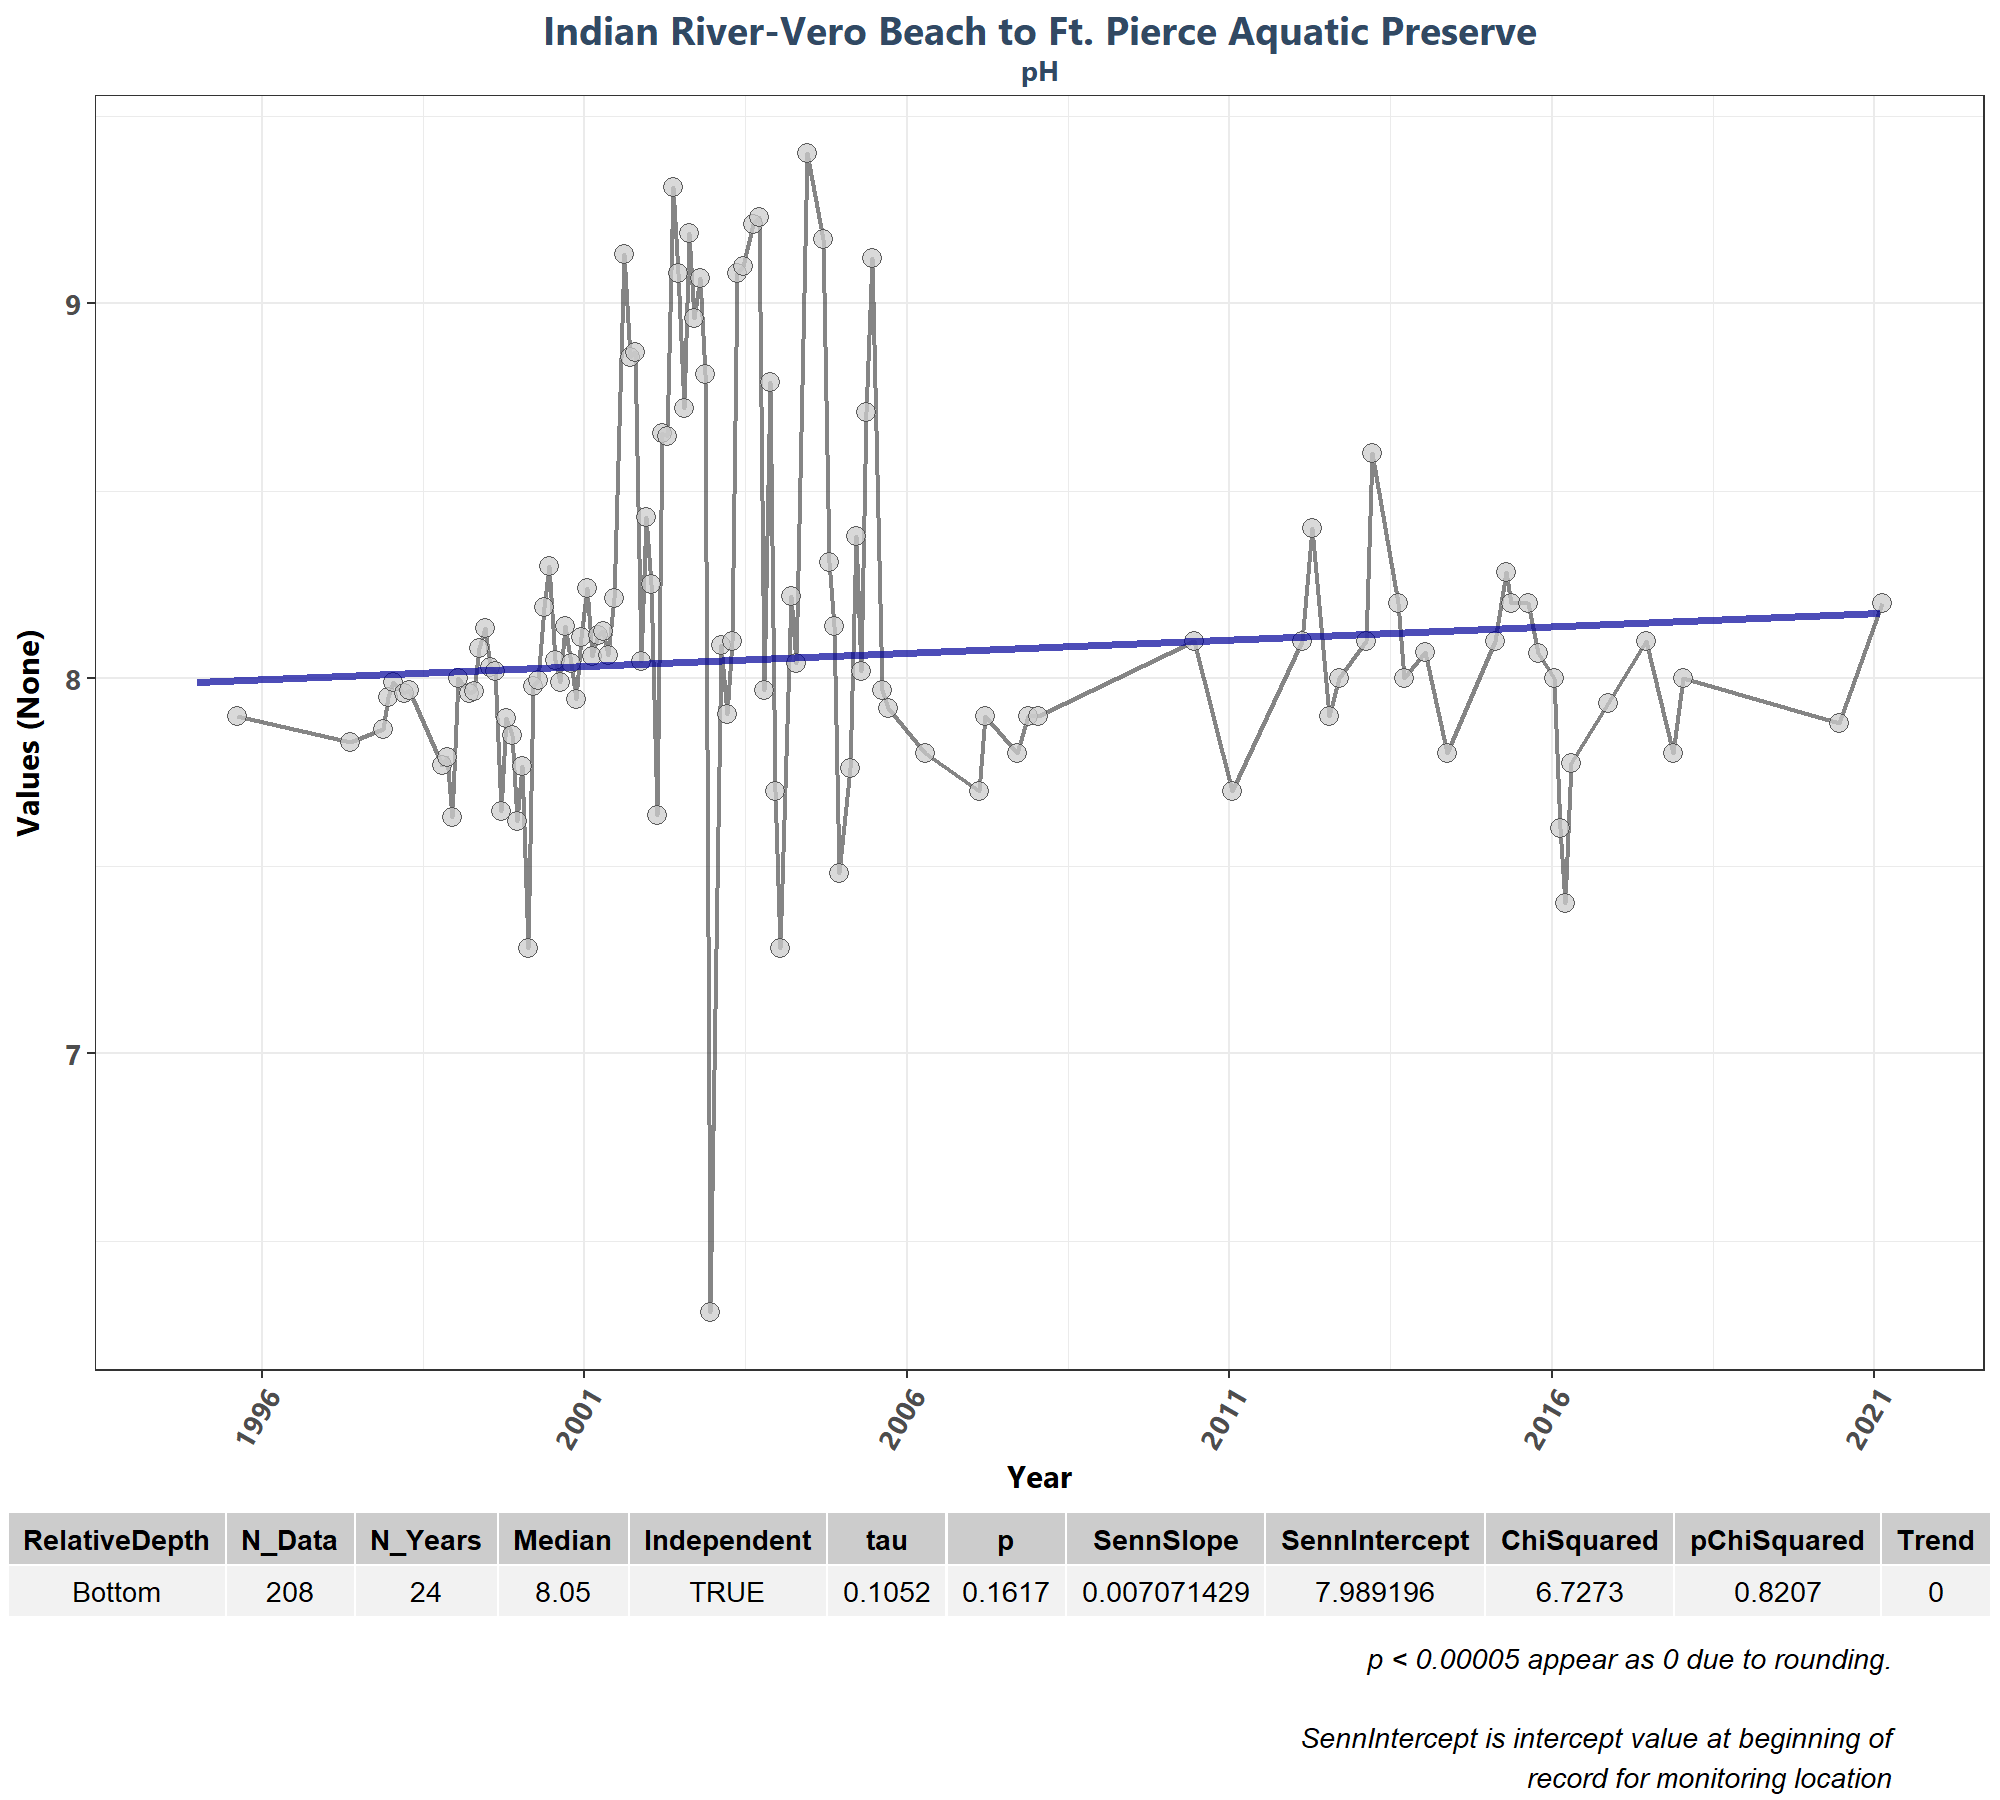 Indian River-Vero Beach to Ft. Pierce Aquatic Preserve
pH
Values (None)
9
8
7
1996 2001 2006 2011 2016 2021
Year
RelativeDepth N_Data N_Years Median Independent tau p SennSlope SennIntercept ChiSquared pChiSquared Trend
Bottom 208 24 8.05 TRUE 0.1052 0.1617 0.007071429 7.989196 6.7273 0.8207 0
p < 0.00005 appear as 0 due to rounding.
SennIntercept is intercept value at beginning of
record for monitoring location